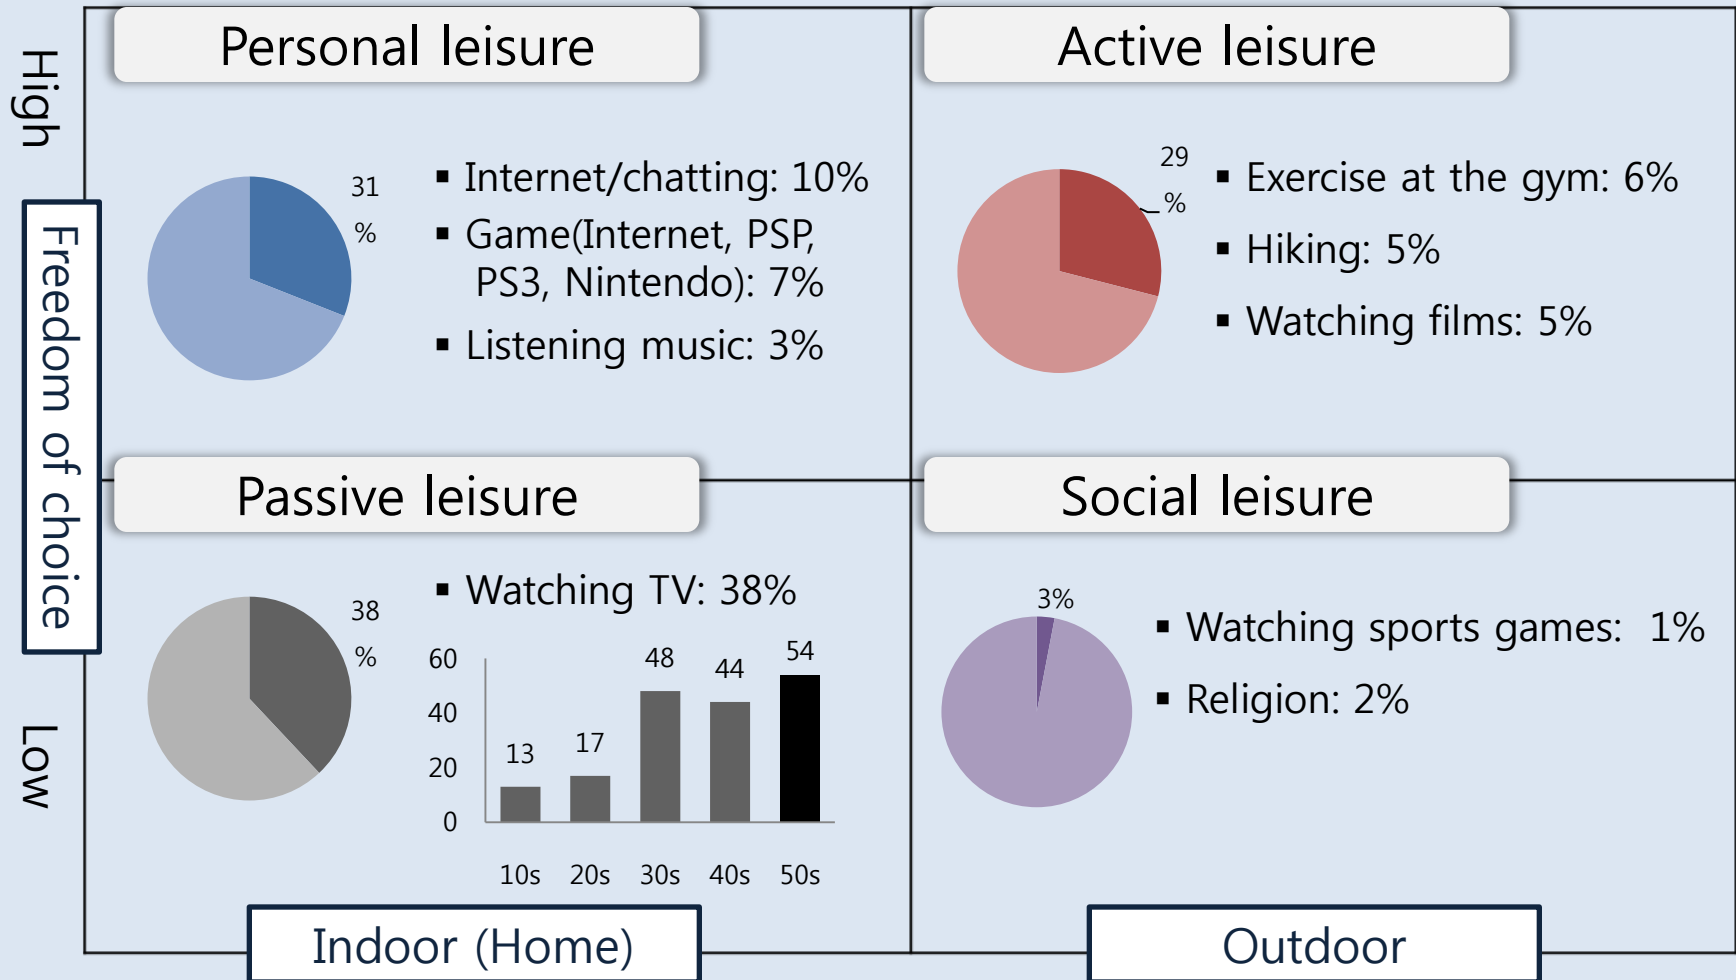 High
Freedom of choice
Low
Personal leisure
31
%
▪ Internet/chatting: 10%
▪ Game(Internet, PSP,
PS3, Nintendo): 7%
▪ Listening music: 3%
Active leisure
29
%
▪ Exercise at the gym: 6%
▪ Hiking: 5%
▪ Watching films: 5%
Passive leisure
38
%
▪ Watching TV: 38%
60
40
20
0
13
17
48
44
54
10s 20s 30s 40s 50s
Social leisure
3%
▪ Watching sports games: 1%
▪ Religion: 2%
Indoor (Home)
Outdoor